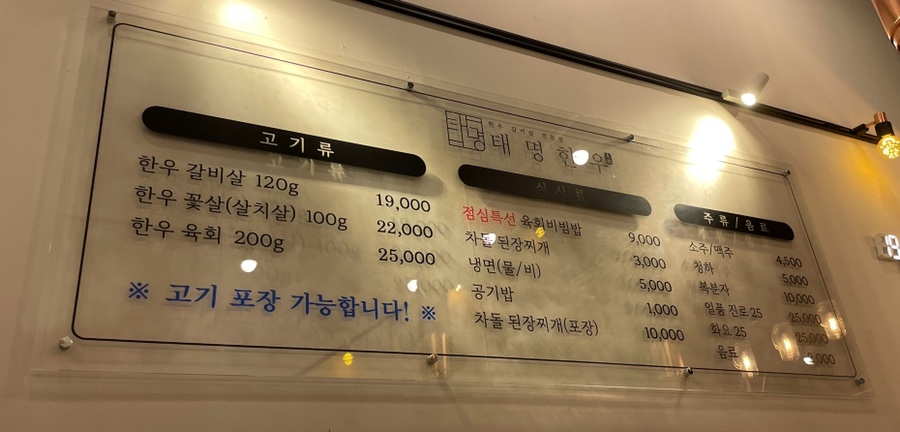 고기류
한우 갈비살 120g 19,000
한우 꽃살(살치살) 100g 22,000
한우 육회 200g 25,000
※ 고기 포장 가능합니다! ※
태명한우
식사류
점심특선 육회비빔밥 9,000
차돌 된장찌개 3,000
냉면(물/비) 5,000
공기밥 1,000
차돌 된장찌개(포장) 10,000
주류/음료
소주/맥주 4,500
청하 5,000
복분자 10,000
일품 진로 25 25,000
화요 25 25,000
음료 2,000